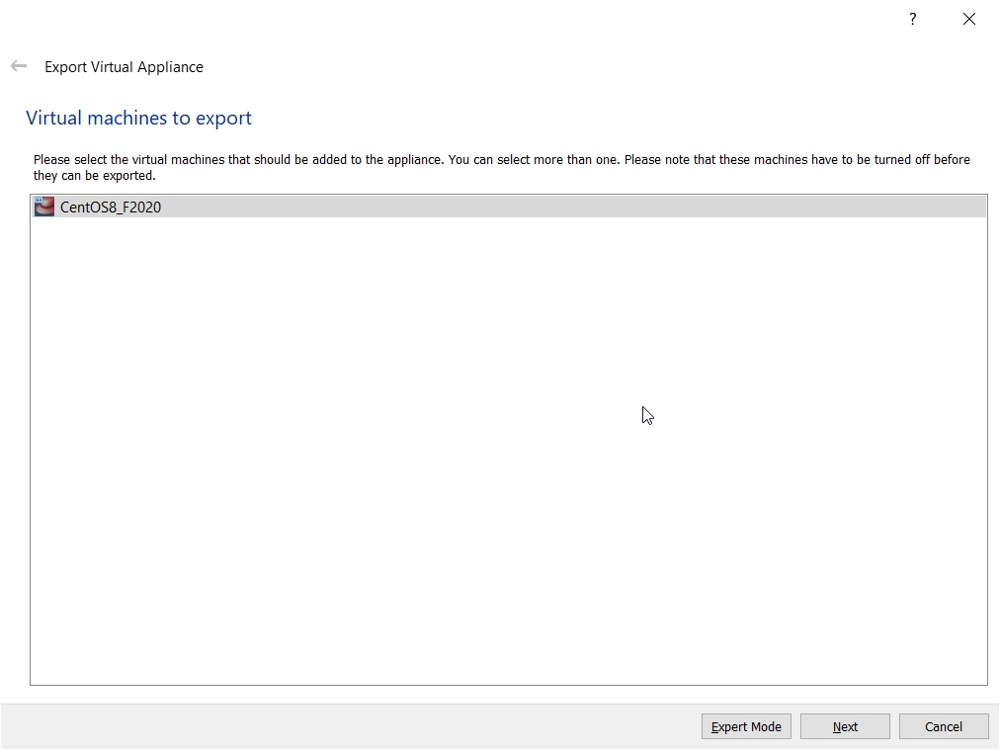 ?
Export Virtual Appliance
Virtual machines to export
Please select the virtual machines that should be added to the appliance. You can select more than one. Please note that these machines have to be turned off before
they can be exported.
CentOS8_F2020
Expert Mode Next Cancel